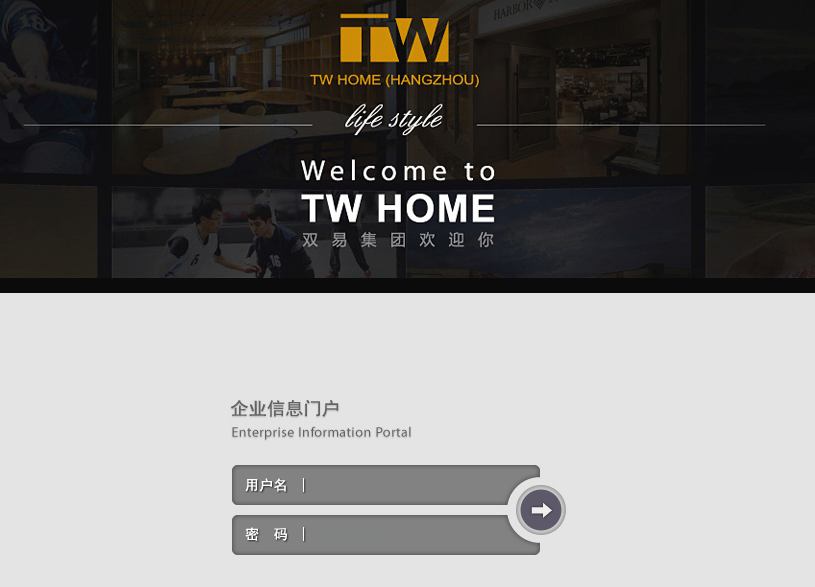 HARBOR
TW
TW HOME (HANGZHOU)
life style
Welcome to
TW HOME
双易集团欢迎你
企业信息门户
Enterprise Information Portal
用户名
密 码